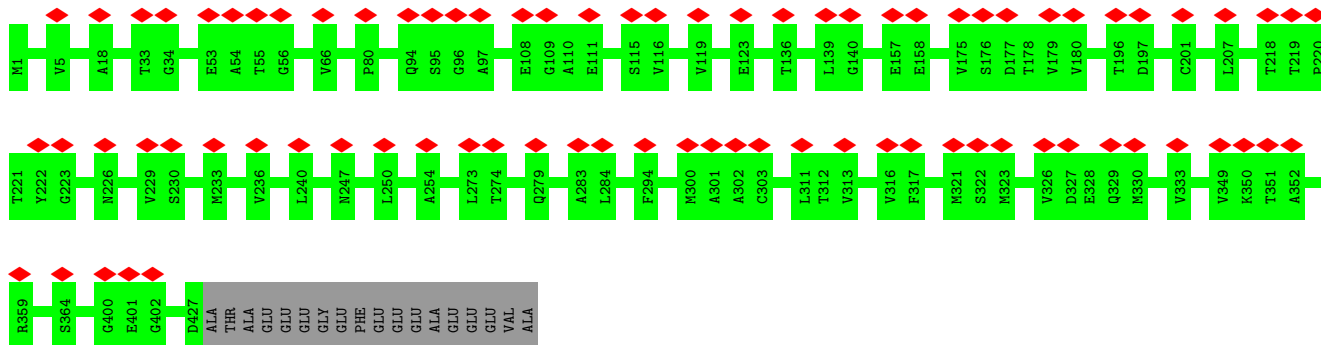 M1 V5 A18 T33 G34 E53 A54 T55 G56 V66 P80 Q94 S95 G96 A97 E108 G109 A110 E111 S115 V116 V119 E123 T136 L139 G140 E157 E158 V175 S176 D177 T178 V179 V180 T196 D197 C201 L207 T218 T219 P220
T221 Y222 G223 N226 V229 S230 M233 V236 L240 N247 L250 A254 L273 T274 Q279 A283 L284 F294 M300 A301 A302 C303 L311 T312 V313 V316 F317 M321 S322 M323 V326 D327 E328 Q329 M330 V333 V349 K350 T351 A352
R359 S364 G400 E401 G402 D427 ALA THR ALA GLU GLU GLU GLY GLU PHE GLU GLU GLU ALA GLU GLU GLU VAL ALA